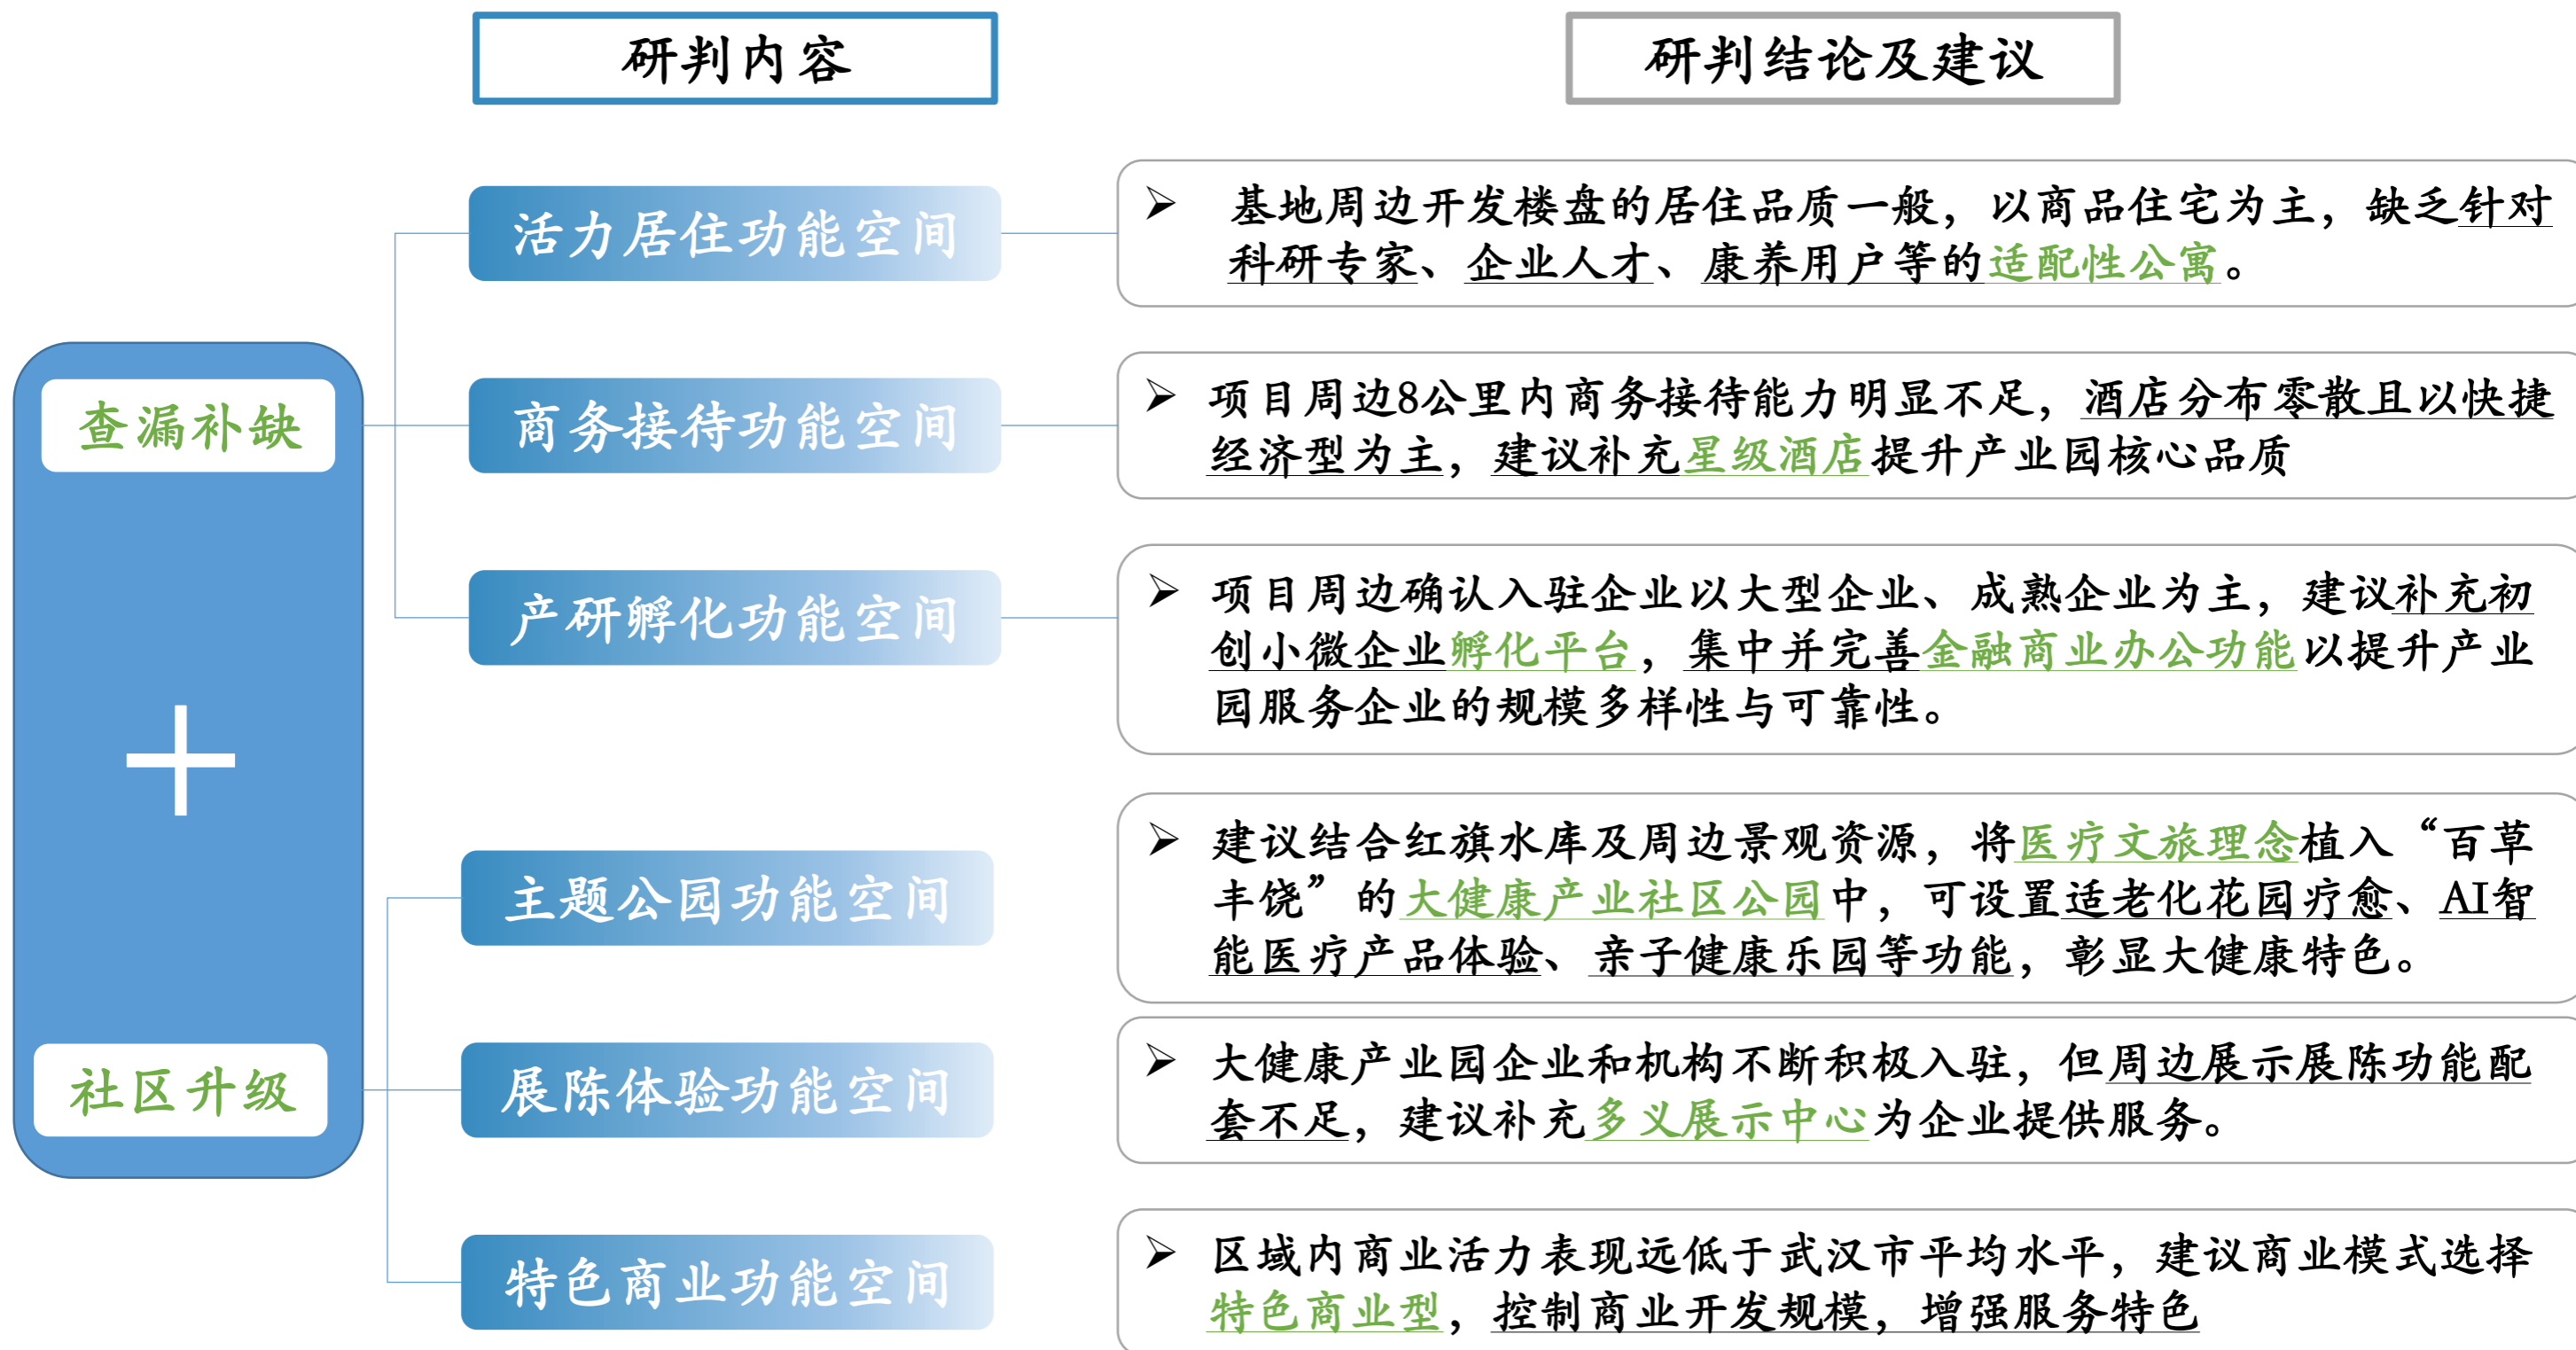 研判内容
研判结论及建议
查漏补缺
+
社区升级
活力居住功能空间
➢ 基地周边开发楼盘的居住品质一般，以商品住宅为主，缺乏针对
科研专家、企业人才、康养用户等的适配性公寓。
商务接待功能空间
➢ 项目周边8公里内商务接待能力明显不足，酒店分布零散且以快捷
经济型为主，建议补充星级酒店提升产业园核心品质
产研孵化功能空间
➢ 项目周边确认入驻企业以大型企业、成熟企业为主，建议补充初
创小微企业孵化平台，集中并完善金融商业办公功能以提升产业
园服务企业的规模多样性与可靠性。
主题公园功能空间
➢ 建议结合红旗水库及周边景观资源，将医疗文旅理念植入“百草
丰饶”的大健康产业社区公园中，可设置适老化花园疗愈、AI智
能医疗产品体验、亲子健康乐园等功能，彰显大健康特色。
展陈体验功能空间
➢ 大健康产业园企业和机构不断积极入驻，但周边展示展陈功能配
套不足，建议补充多义展示中心为企业提供服务。
特色商业功能空间
➢ 区域内商业活力表现远低于武汉市平均水平，建议商业模式选择
特色商业型，控制商业开发规模，增强服务特色